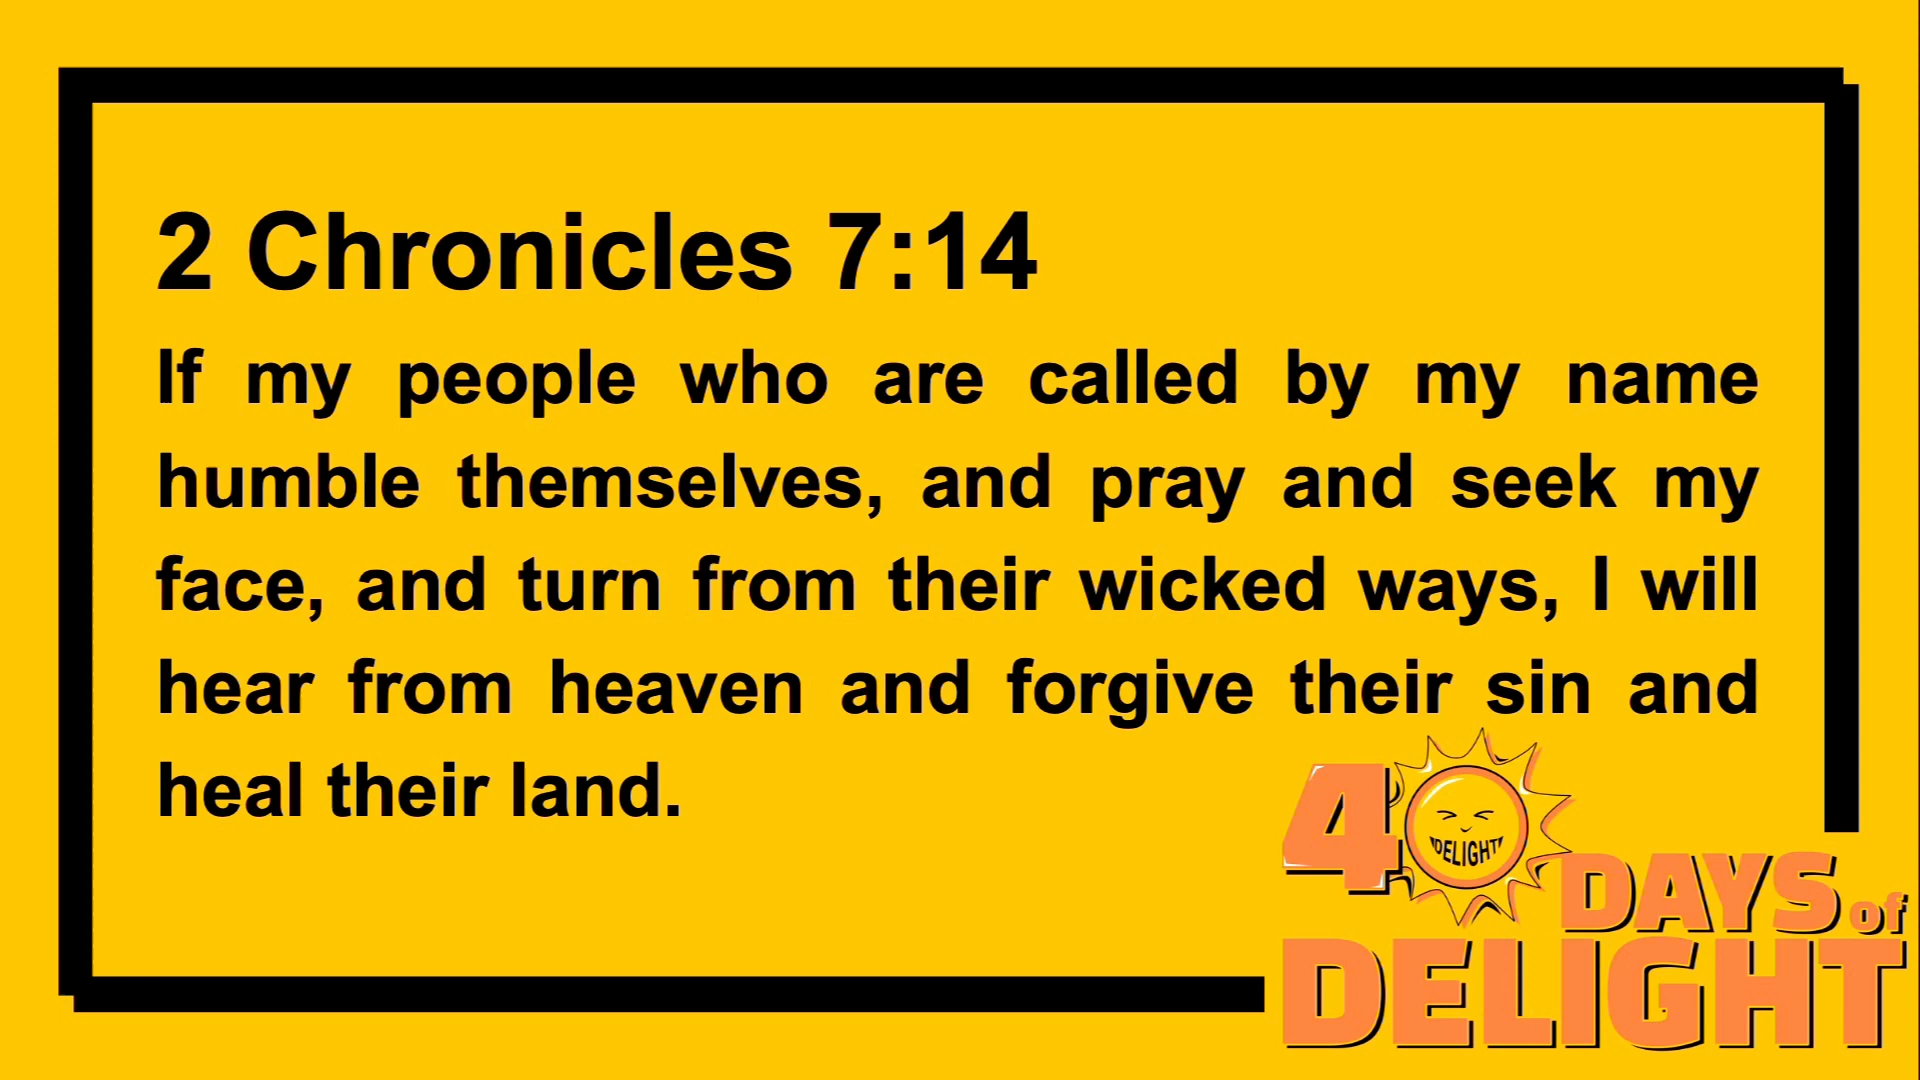 2 Chronicles 7:14
If my people who are called by my name
humble themselves, and pray and seek my
face, and turn from their wicked ways, I will
hear from heaven and forgive their sin and
heal their land.
4
DELIGHT
DAYS of
DELIGHT